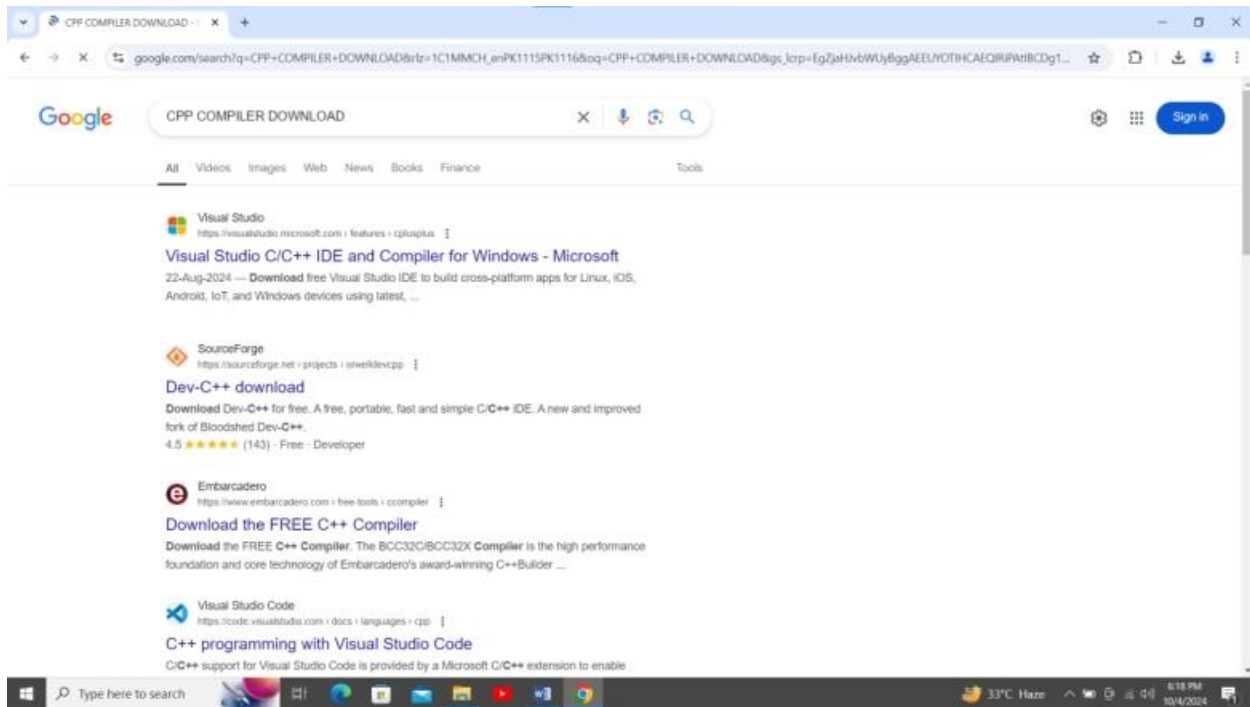 CPP COMPILER DOWNLOAD -
google.com/search?q=CPP+COMPILER+DOWNLOAD&rlz=1C1MMCH_enPK1115PK1116&oq=CPP+COMPILER+DOWNLOAD&gs_lcrp=
Google
CPP COMPILER DOWNLOAD
Sign in
All Videos Images Web News Books Finance Tools
Visual Studio
https://visualstudio.microsoft.com › features › cplusplus
Visual Studio C/C++ IDE and Compiler for Windows - Microsoft
22-Aug-2024 — Download free Visual Studio IDE to build cross-platform apps for Linux, iOS,
Android, IoT, and Windows devices using latest, ...
SourceForge
https://sourceforge.net › projects › orwelldevcpp
Dev-C++ download
Download Dev-C++ for free. A free, portable, fast and simple C/C++ IDE. A new and improved
fork of Bloodshed Dev-C++.
4.5 ★★★★★ (143) · Free · Developer
Embarcadero
https://www.embarcadero.com › free-tools › ccompiler
Download the FREE C++ Compiler
Download the FREE C++ Compiler. The BCC32C/BCC32X Compiler is the high performance
foundation and core technology of Embarcadero's award-winning C++Builder ...
Visual Studio Code
https://code.visualstudio.com › docs › languages › cpp
C++ programming with Visual Studio Code
C/C++ support for Visual Studio Code is provided by a Microsoft C/C++ extension to enable
Type here to search
33°C Haze
6:18 PM
10/4/2024